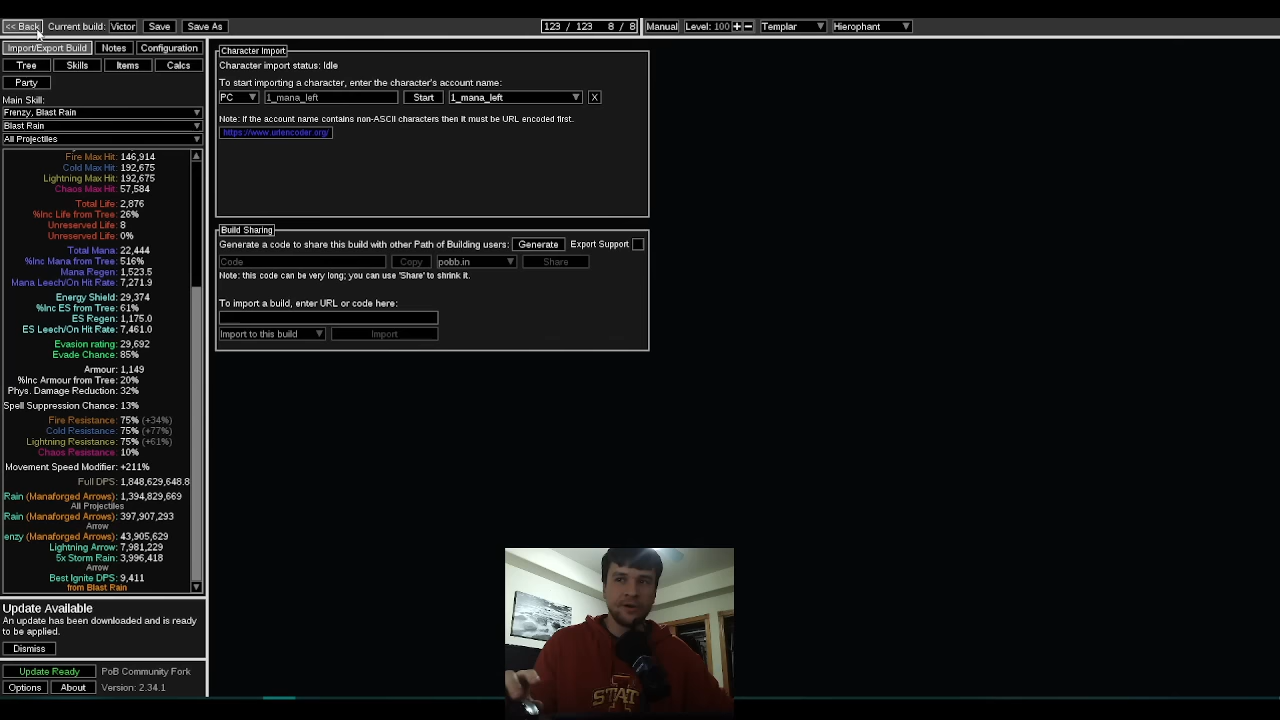 << Back Current build: Victor Save Save As 123 / 123 8 / 8 Manual Level: 100 Templar Hierophant
Import/Export Build Notes Configuration
Tree Skills Items Calcs
Party
Main Skill:
Frenzy, Blast Rain
Blast Rain
All Projectiles
Fire Max Hit: 146,914
Cold Max Hit: 192,675
Lightning Max Hit: 192,675
Chaos Max Hit: 57,584
Total Life: 2,876
%Inc Life from Tree: 26%
Unreserved Life: 8
Unreserved Life: 0%
Total Mana: 22,444
%Inc Mana from Tree: 516%
Mana Regen: 1,523.5
Mana Leech/On Hit Rate: 7,271.9
Energy Shield: 29,374
%Inc ES from Tree: 61%
ES Regen: 1,175.0
ES Leech/On Hit Rate: 7,461.0
Evasion rating: 29,692
Evade Chance: 85%
Armour: 1,149
%Inc Armour from Tree: 20%
Phys. Damage Reduction: 32%
Spell Suppression Chance: 13%
Fire Resistance: 75% (+34%)
Cold Resistance: 75% (+77%)
Lightning Resistance: 75% (+61%)
Chaos Resistance: 10%
Movement Speed Modifier: +211%
Full DPS: 1,848,629,648.8
Rain (Manaforged Arrows): 1,394,829,669
All Projectiles
Rain (Manaforged Arrows): 397,907,293
Arrow
enzy (Manaforged Arrows): 43,905,629
Lightning Arrow: 7,981,229
5x Storm Rain: 3,996,418
Arrow
Best Ignite DPS: 9,411
from Blast Rain
Update Available
An update has been downloaded and is ready
to be applied.
Dismiss
Update Ready PoB Community Fork
Options About Version: 2.34.1
Character Import
Character import status: Idle
To start importing a character, enter the character's account name:
PC 1_mana_left Start 1_mana_left X
Note: If the account name contains non-ASCII characters then it must be URL encoded first.
https://www.urlencoder.org/
Build Sharing
Generate a code to share this build with other Path of Building users: Generate Export Support
Code Copy pobb.in Share
Note: this code can be very long; you can use 'Share' to shrink it.
To import a build, enter URL or code here:
Import to this build Import
STAT